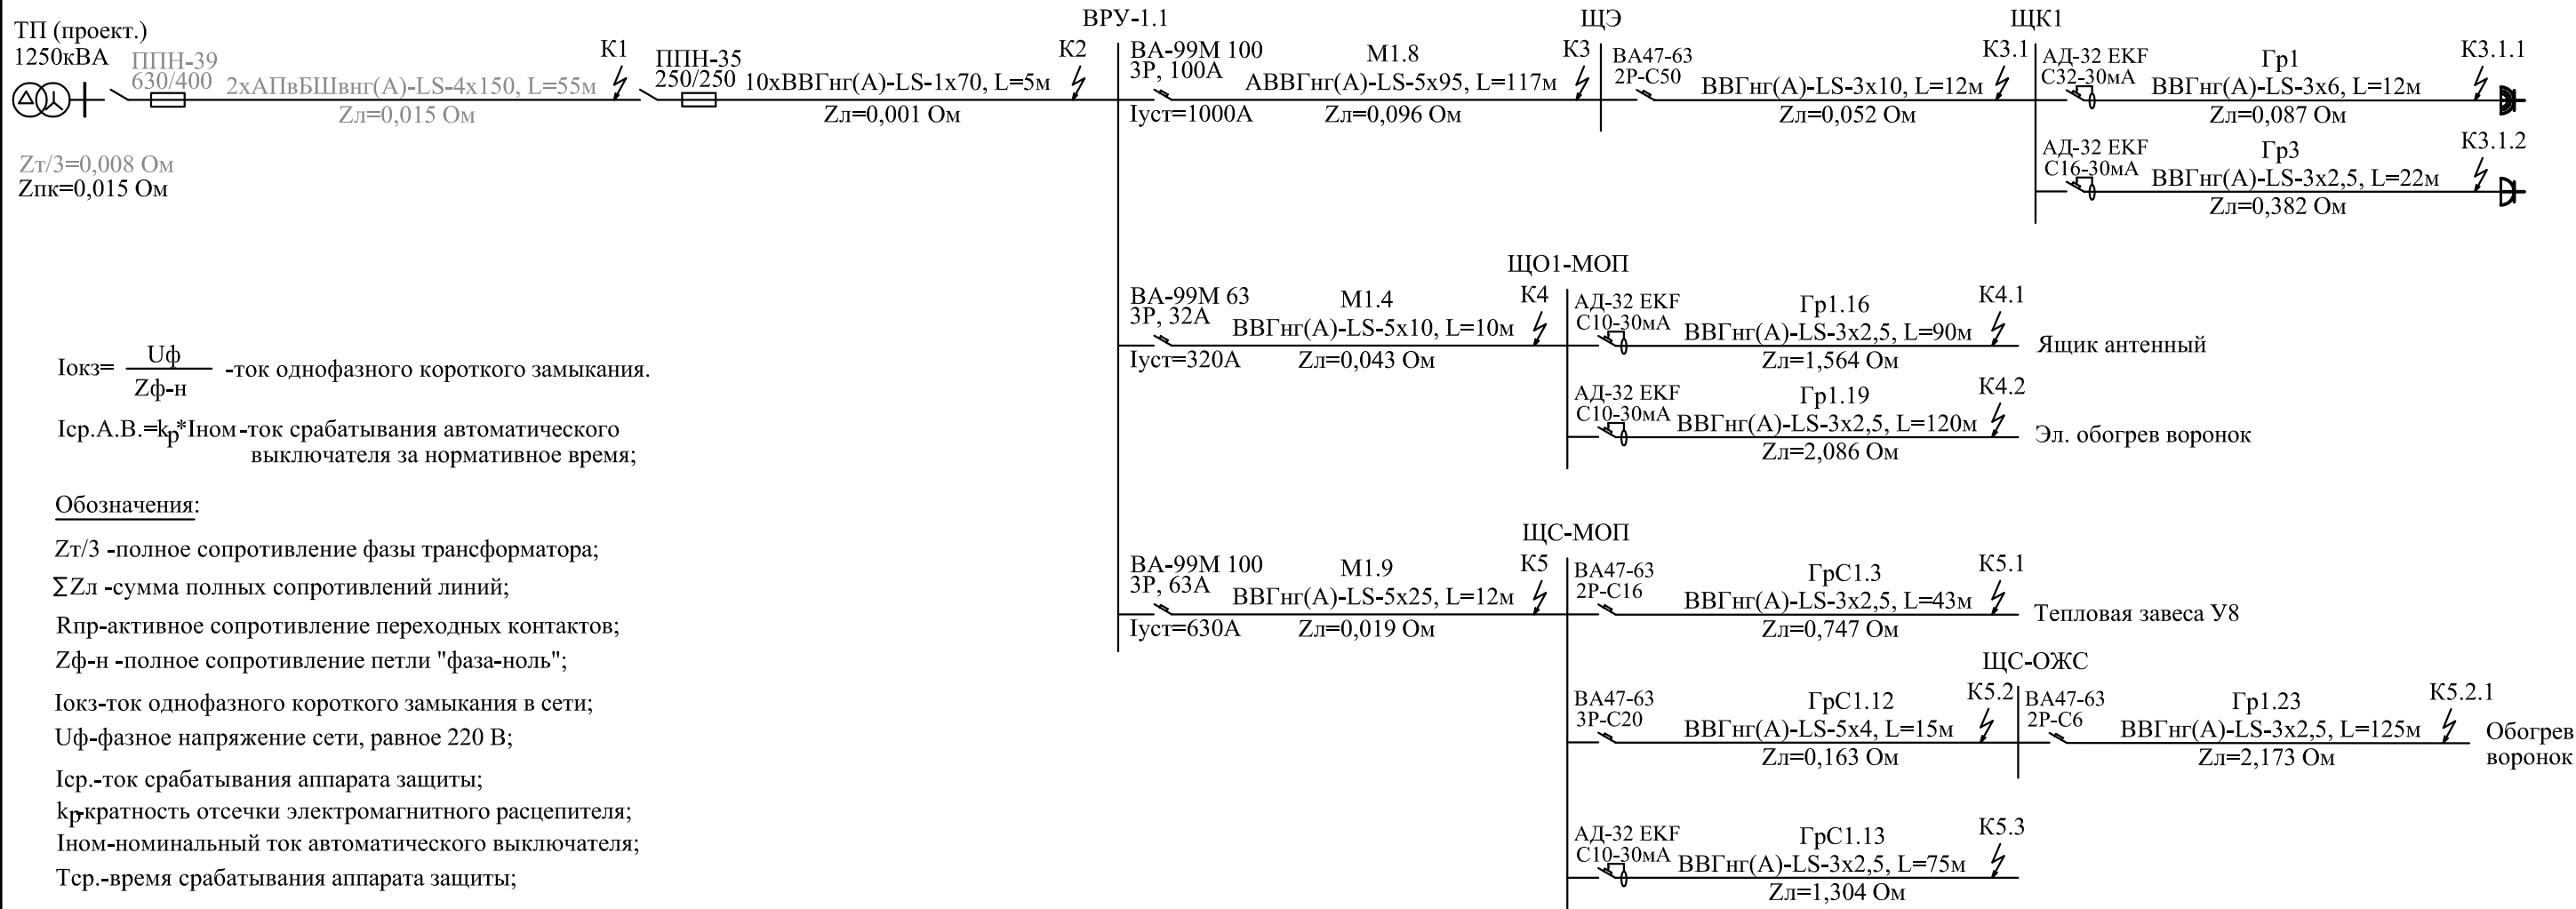 ТП (проект.)
1250кВА
ППН-39
630/400
2хАПвБШвнг(А)-LS-4х150, L=55м
Zл=0,015 Ом
Zт/3=0,008 Ом
Zпк=0,015 Ом
К1
ППН-35
250/250
10хВВГнг(А)-LS-1х70, L=5м
Zл=0,001 Ом
К2
ВРУ-1.1
ВА-99М 100
3Р, 100А
Iуст=1000А
М1.8
АВВГнг(А)-LS-5х95, L=117м
Zл=0,096 Ом
К3
ЩЭ
ВА47-63
2Р-С50
ВВГнг(А)-LS-3х10, L=12м
Zл=0,052 Ом
К3.1
ЩК1
АД-32 EKF
С32-30мА
Гр1
ВВГнг(А)-LS-3х6, L=12м
Zл=0,087 Ом
К3.1.1
АД-32 EKF
С16-30мА
Гр3
ВВГнг(А)-LS-3х2,5, L=22м
Zл=0,382 Ом
К3.1.2
ВА-99М 63
3Р, 32А
Iуст=320А
М1.4
ВВГнг(А)-LS-5х10, L=10м
Zл=0,043 Ом
К4
ЩО1-МОП
АД-32 EKF
С10-30мА
Гр1.16
ВВГнг(А)-LS-3х2,5, L=90м
Zл=1,564 Ом
К4.1
Ящик антенный
АД-32 EKF
С10-30мА
Гр1.19
ВВГнг(А)-LS-3х2,5, L=120м
Zл=2,086 Ом
К4.2
Эл. обогрев воронок
ВА-99М 100
3Р, 63А
Iуст=630А
М1.9
ВВГнг(А)-LS-5х25, L=12м
Zл=0,019 Ом
К5
ЩС-МОП
ВА47-63
2Р-С16
ГрС1.3
ВВГнг(А)-LS-3х2,5, L=43м
Zл=0,747 Ом
К5.1
Тепловая завеса У8
ВА47-63
3Р-С20
ГрС1.12
ВВГнг(А)-LS-5х4, L=15м
Zл=0,163 Ом
К5.2
ЩС-ОЖС
ВА47-63
2Р-С6
Гр1.23
ВВГнг(А)-LS-3х2,5, L=125м
Zл=2,173 Ом
К5.2.1
Обогрев
воронок
АД-32 EKF
С10-30мА
ГрС1.13
ВВГнг(А)-LS-3х2,5, L=75м
Zл=1,304 Ом
К5.3
Iокз= Uф / Zф-н -ток однофазного короткого замыкания.
Iср.А.В.=kр*Iном-ток срабатывания автоматического
выключателя за нормативное время;
Обозначения:
Zт/3 -полное сопротивление фазы трансформатора;
∑Zл -сумма полных сопротивлений линий;
Rпр-активное сопротивление переходных контактов;
Zф-н -полное сопротивление петли "фаза-ноль";
Iокз-ток однофазного короткого замыкания в сети;
Uф-фазное напряжение сети, равное 220 В;
Iср.-ток срабатывания аппарата защиты;
kр-кратность отсечки электромагнитного расцепителя;
Iном-номинальный ток автоматического выключателя;
Тср.-время срабатывания аппарата защиты;